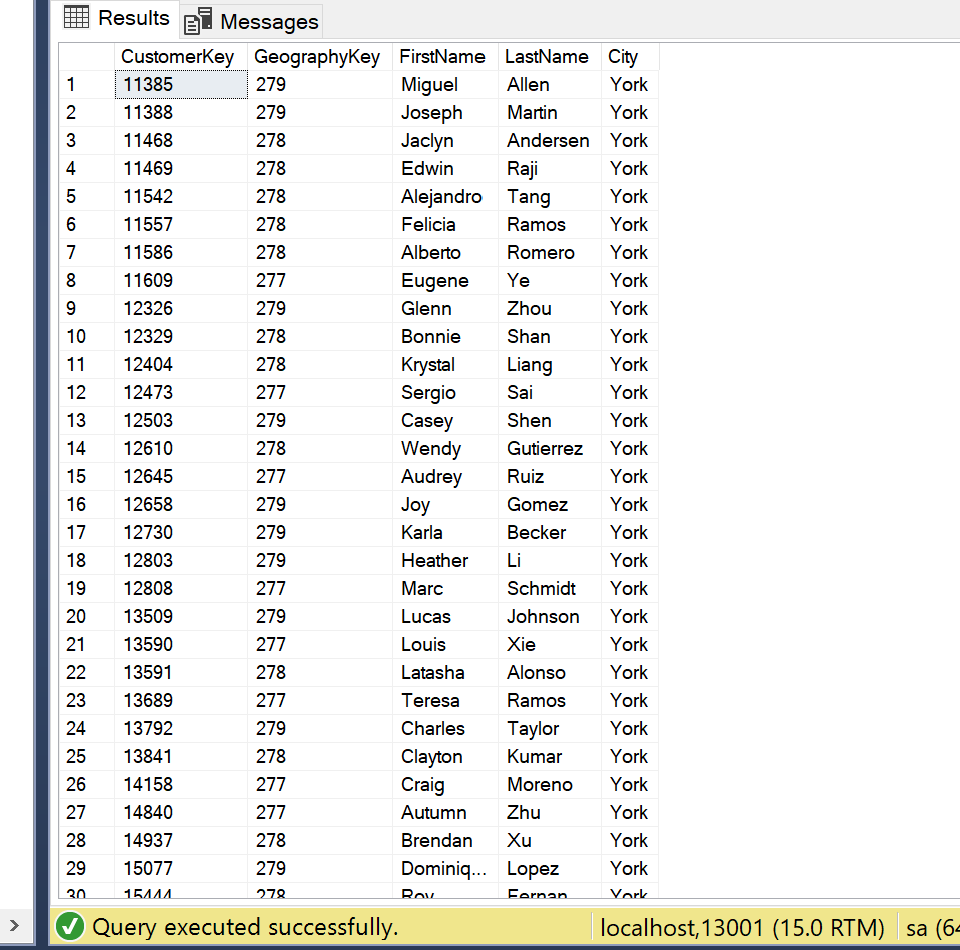 Results Messages
CustomerKey GeographyKey FirstName LastName City
1 11385 279 Miguel Allen York
2 11388 279 Joseph Martin York
3 11468 278 Jaclyn Andersen York
4 11469 278 Edwin Raji York
5 11542 278 Alejandro Tang York
6 11557 278 Felicia Ramos York
7 11586 278 Alberto Romero York
8 11609 277 Eugene Ye York
9 12326 279 Glenn Zhou York
10 12329 278 Bonnie Shan York
11 12404 278 Krystal Liang York
12 12473 277 Sergio Sai York
13 12503 279 Casey Shen York
14 12610 278 Wendy Gutierrez York
15 12645 277 Audrey Ruiz York
16 12658 279 Joy Gomez York
17 12730 279 Karla Becker York
18 12803 279 Heather Li York
19 12808 277 Marc Schmidt York
20 13509 279 Lucas Johnson York
21 13590 277 Louis Xie York
22 13591 278 Latasha Alonso York
23 13689 277 Teresa Ramos York
24 13792 279 Charles Taylor York
25 13841 278 Clayton Kumar York
26 14158 277 Craig Moreno York
27 14840 277 Autumn Zhu York
28 14937 278 Brendan Xu York
29 15077 279 Dominiq... Lopez York
30 15444 278 Roy York
Query executed successfully. localhost,13001 (15.0 RTM) sa (64